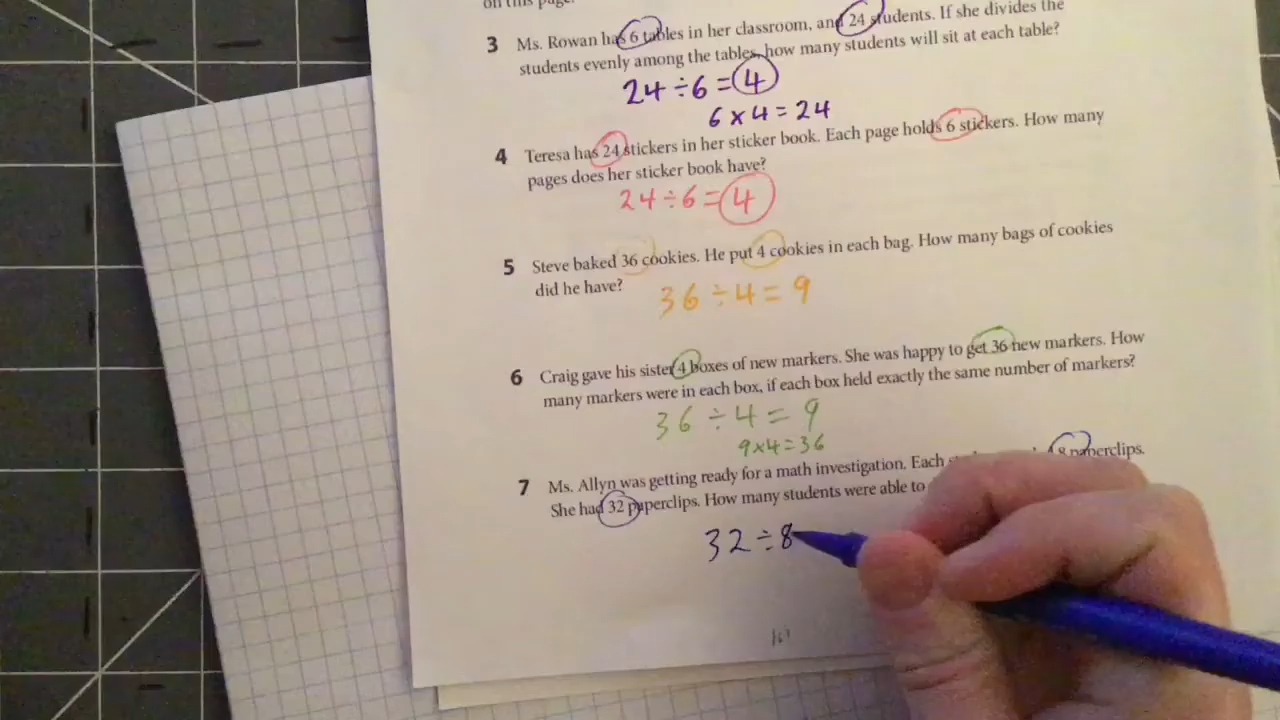 on this page.
3 Ms. Rowan has 6 tables in her classroom, and 24 students. If she divides the
students evenly among the tables, how many students will sit at each table?
24 ÷ 6 = 4
6 x 4 = 24
4 Teresa has 24 stickers in her sticker book. Each page holds 6 stickers. How many
pages does her sticker book have?
24 ÷ 6 = 4
5 Steve baked 36 cookies. He put 4 cookies in each bag. How many bags of cookies
did he have?
36 ÷ 4 = 9
6 Craig gave his sister 4 boxes of new markers. She was happy to get 36 new markers. How
many markers were in each box, if each box held exactly the same number of markers?
36 ÷ 4 = 9
9x4=36
7 Ms. Allyn was getting ready for a math investigation. Each 8 paperclips.
She had 32 paperclips. How many students were able to
32 ÷ 8